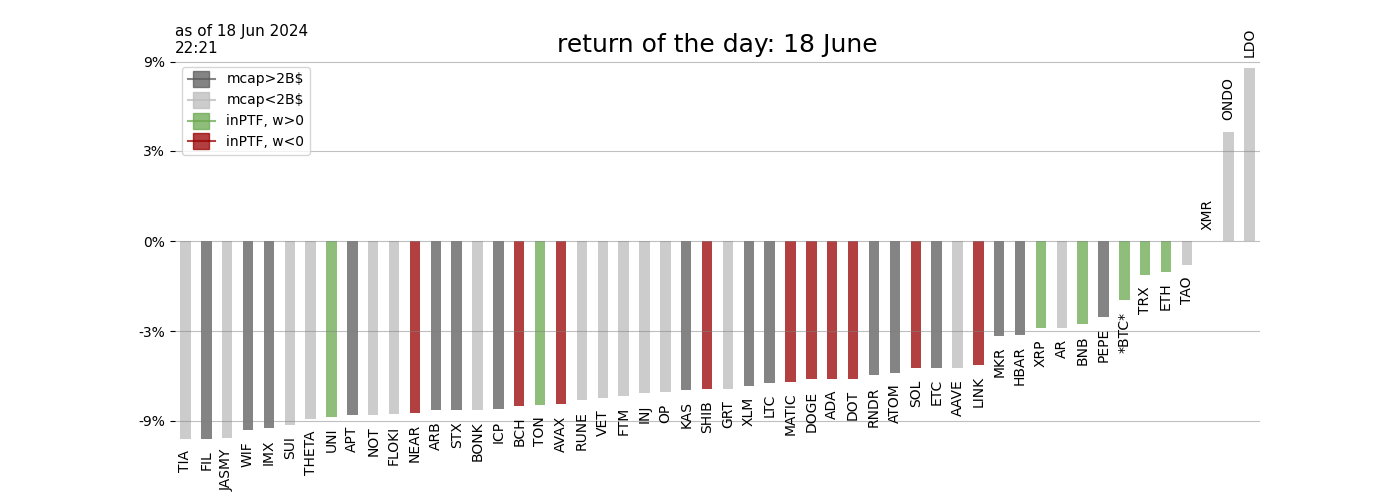 as of 18 Jun 2024
22:21
return of the day: 18 June
mcap>2B$
mcap<2B$
inPTF, w>0
inPTF, w<0
9%
3%
0%
-3%
-9%
TIA
FIL
JASMY
WIF
IMX
SUI
THETA
UNI
APT
NOT
FLOKI
NEAR
ARB
STX
BONK
ICP
BCH
TON
AVAX
RUNE
VET
FTM
INJ
OP
KAS
SHIB
GRT
XLM
LTC
MATIC
DOGE
ADA
DOT
RNDR
ATOM
SOL
ETC
AAVE
LINK
MKR
HBAR
XRP
AR
BNB
PEPE
*BTC*
TRX
ETH
TAO
XMR
ONDO
LDO